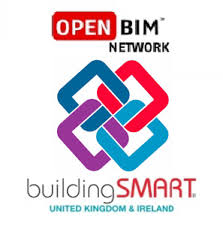 OPEN BIM™
NETWORK
buildingSMART®
UNITED KINGDOM & IRELAND